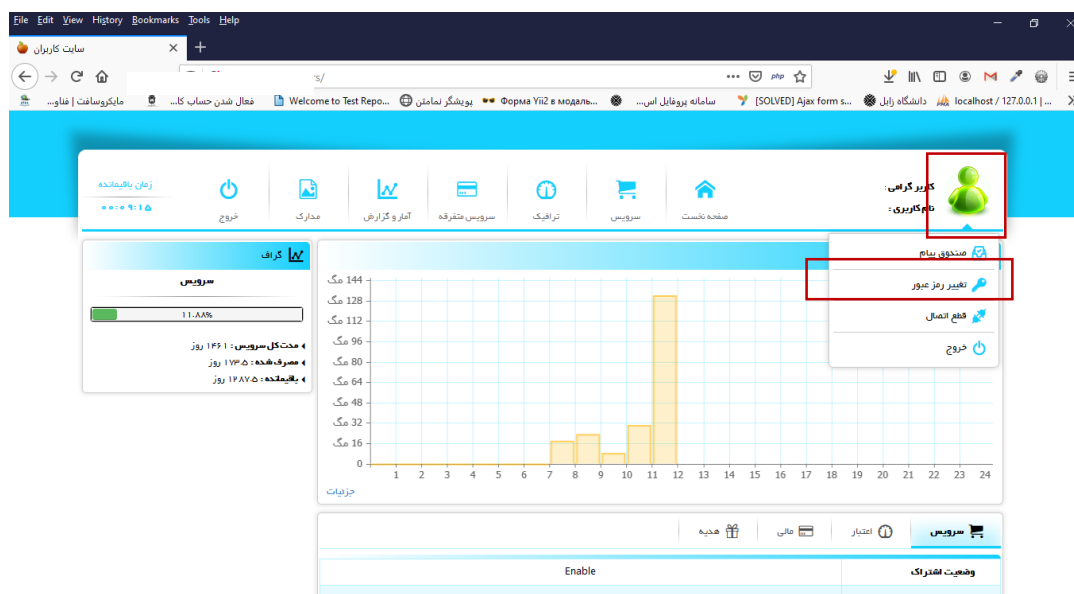 File Edit View History Bookmarks Tools Help
سایت کاربران
rs/
مایکروسافت | فناو...
فعال شدن حساب کا...
Welcome to Test Repo...
پویشگر نمامتن
Форма Yii2 в модаль...
سامانه پروفایل اس...
[SOLVED] Ajax form s...
دانشگاه زابل
localhost / 127.0.0.1 | ...
کاربر گرامی :
نام کاربری :
صفحه نخست
سرویس
ترافیک
سرویس متفرقه
آمار و گزارش
مدارک
خروج
زمان باقیمانده
۰۰:۰۹:۱۵
صندوق پیام
تغییر رمز عبور
قطع اتصال
خروج
گراف
سرویس
۱۱.۸۸%
مدت کل سرویس : ۱۴۶۱ روز
مصرف شده : ۱۷۳.۵ روز
باقیمانده : ۱۲۸۷.۵ روز
144 مگ
128 مگ
112 مگ
96 مگ
80 مگ
64 مگ
48 مگ
32 مگ
16 مگ
0
1 2 3 4 5 6 7 8 9 10 11 12 13 14 15 16 17 18 19 20 21 22 23 24
جزئیات
سرویس
اعتبار
مالی
هدیه
وضعیت اشتراک
Enable